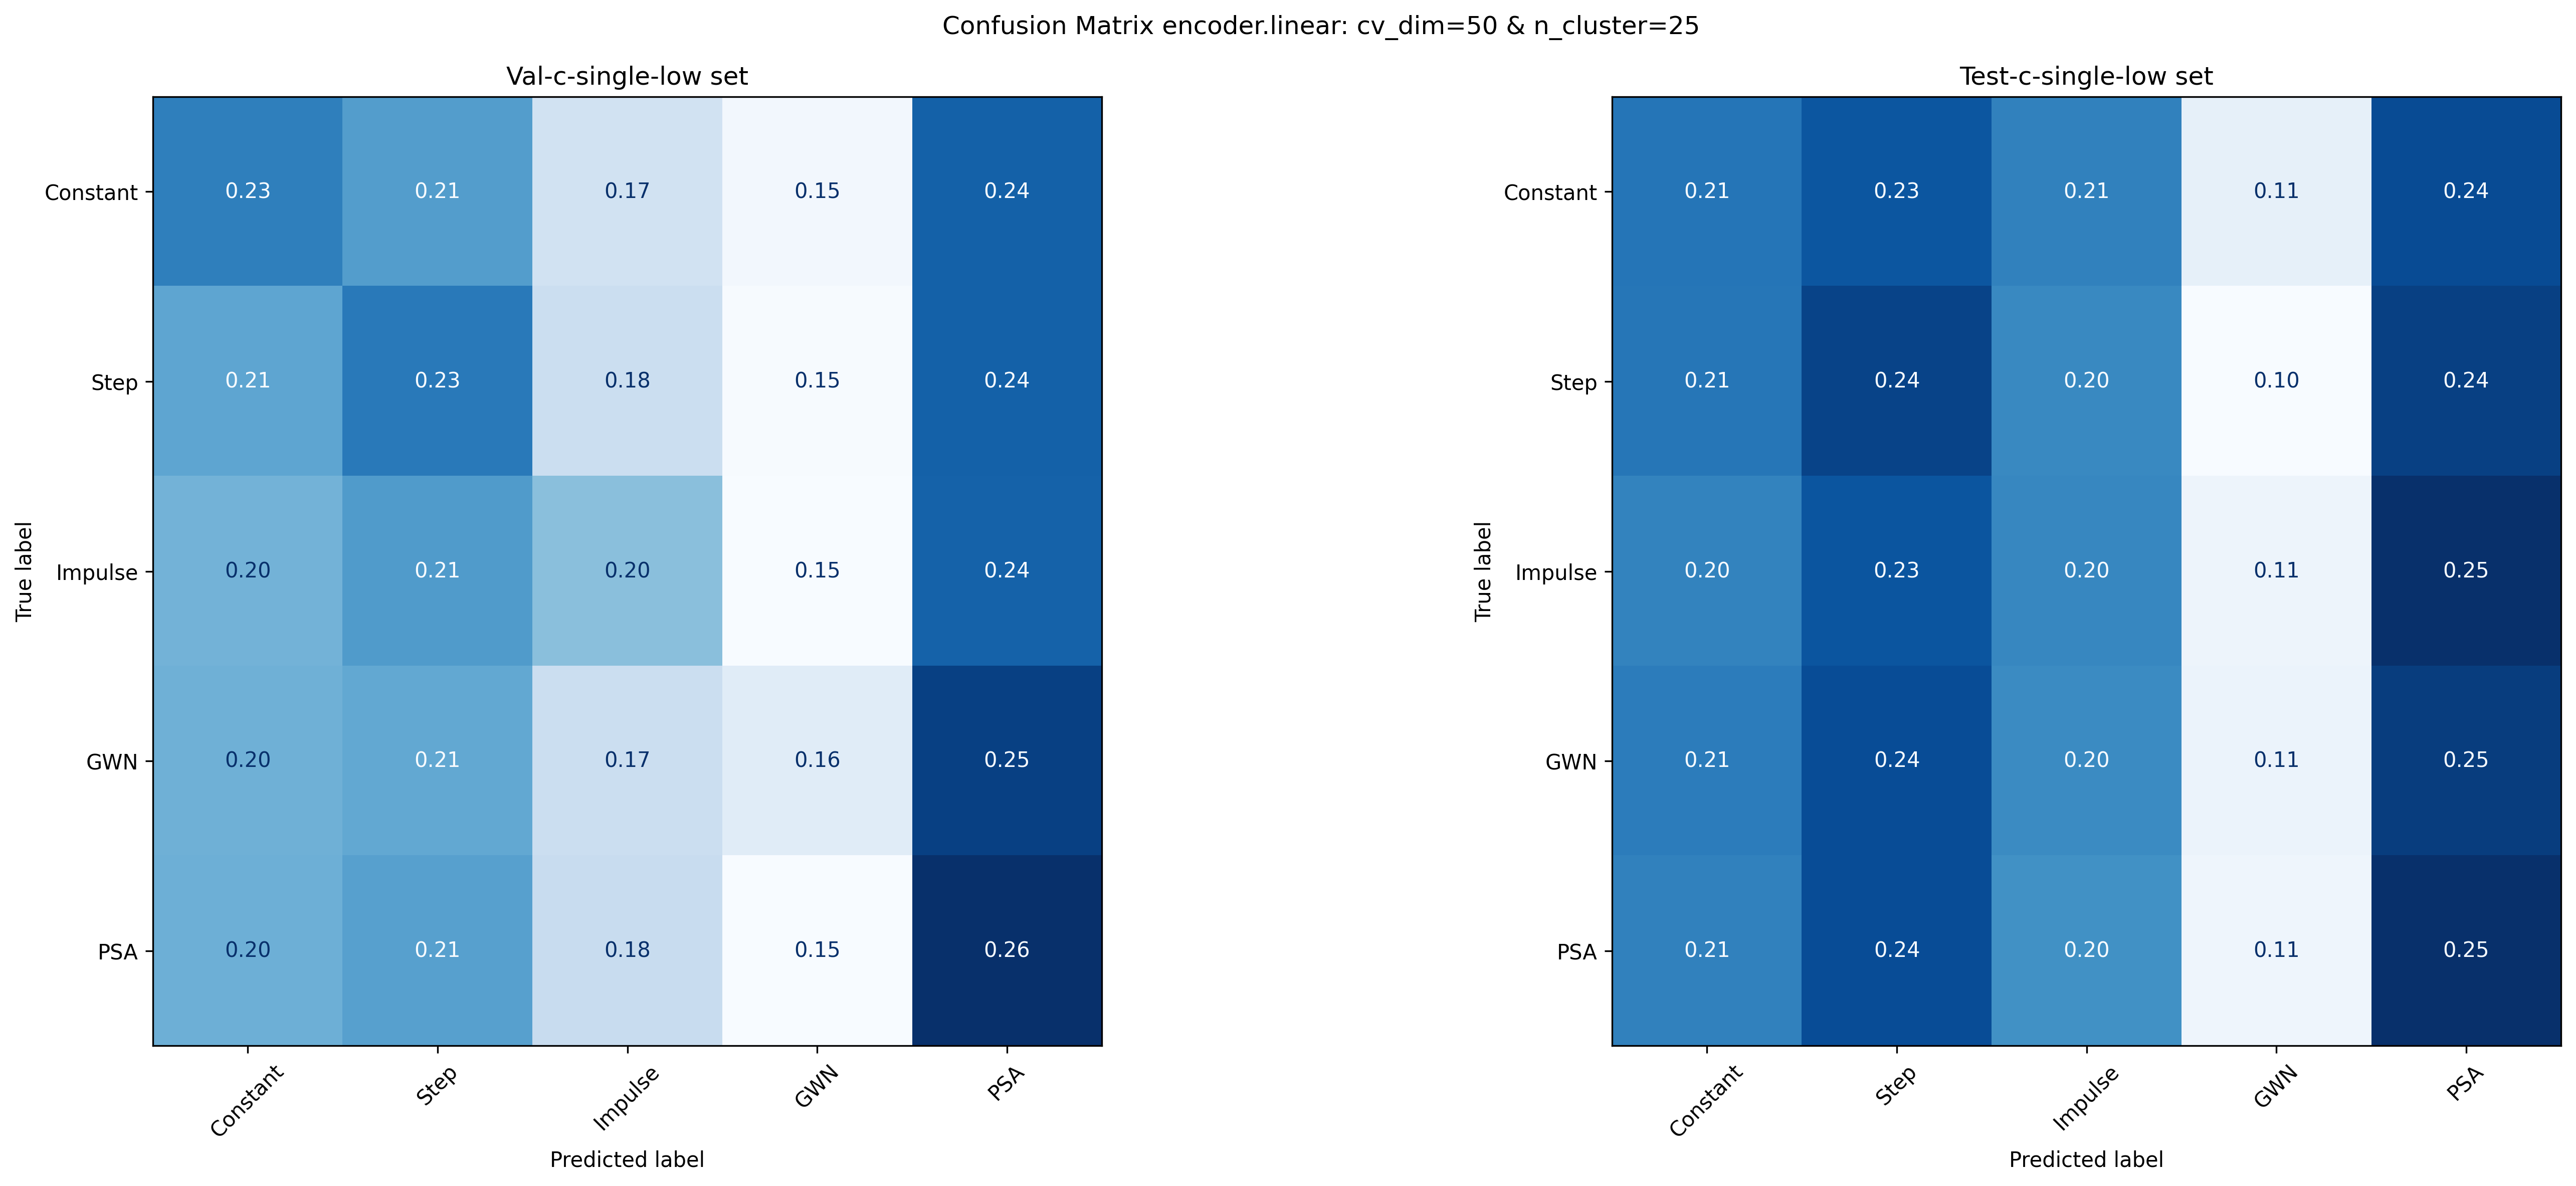 Confusion Matrix encoder.linear: cv_dim=50 & n_cluster=25
Val-c-single-low set
True label
Constant 0.23 0.21 0.17 0.15 0.24
Step 0.21 0.23 0.18 0.15 0.24
Impulse 0.20 0.21 0.20 0.15 0.24
GWN 0.20 0.21 0.17 0.16 0.25
PSA 0.20 0.21 0.18 0.15 0.26
Constant Step Impulse GWN PSA
Predicted label
Test-c-single-low set
True label
Constant 0.21 0.23 0.21 0.11 0.24
Step 0.21 0.24 0.20 0.10 0.24
Impulse 0.20 0.23 0.20 0.11 0.25
GWN 0.21 0.24 0.20 0.11 0.25
PSA 0.21 0.24 0.20 0.11 0.25
Constant Step Impulse GWN PSA
Predicted label